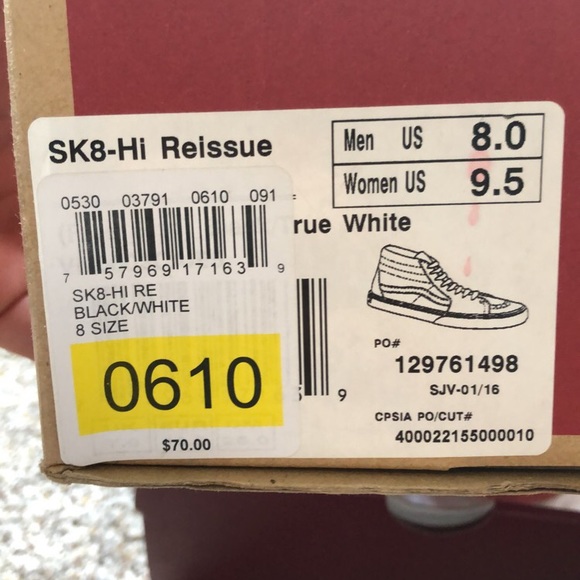 SK8-Hi Reissue
Men US 8.0
Women US 9.5
0530 03791 0610 091
rue White
7 57969 17163 9
SK8-HI RE
BLACK/WHITE
8 SIZE
0610
$70.00
9
PO#
129761498
SJV-01/16
CPSIA PO/CUT#
400022155000010